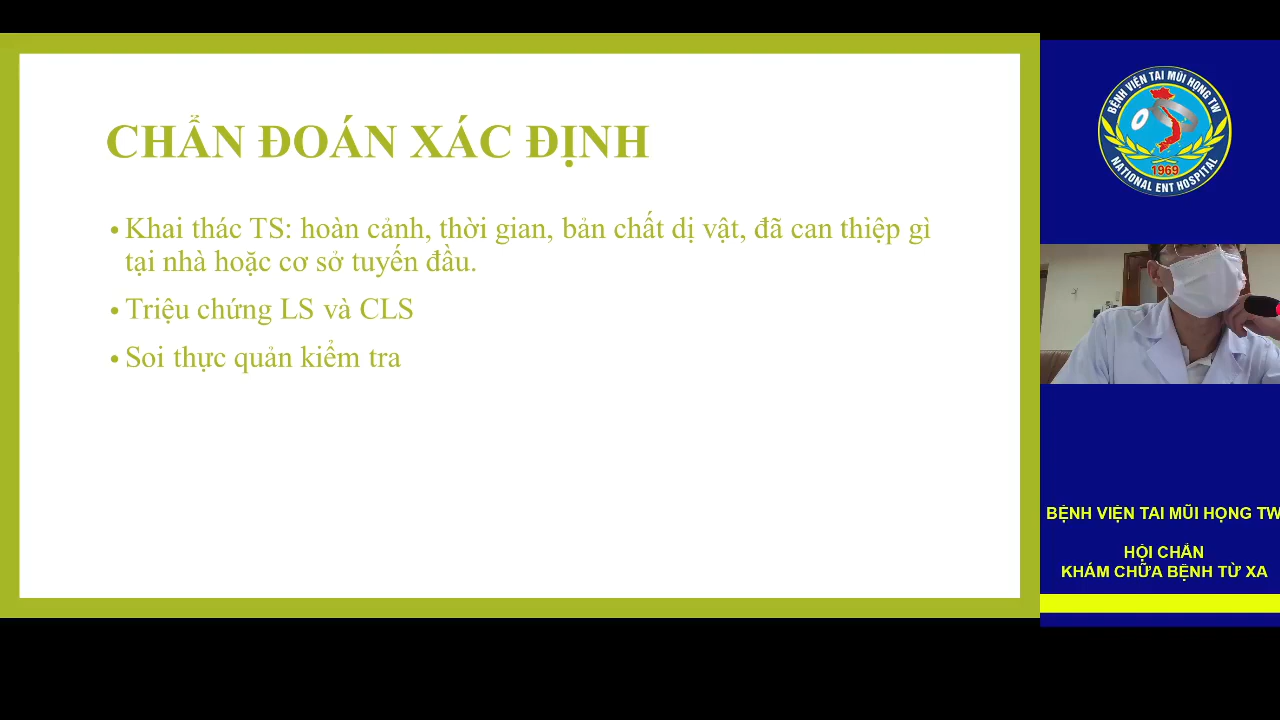 CHẨN ĐOÁN XÁC ĐỊNH
• Khai thác TS: hoàn cảnh, thời gian, bản chất dị vật, đã can thiệp gì
tại nhà hoặc cơ sở tuyến đầu.
• Triệu chứng LS và CLS
• Soi thực quản kiểm tra
BỆNH VIỆN TAI MŨI HỌNG TW
1969
NATIONAL ENT HOSPITAL
BỆNH VIỆN TAI MŨI HỌNG TW
HỘI CHẨN
KHÁM CHỮA BỆNH TỪ XA